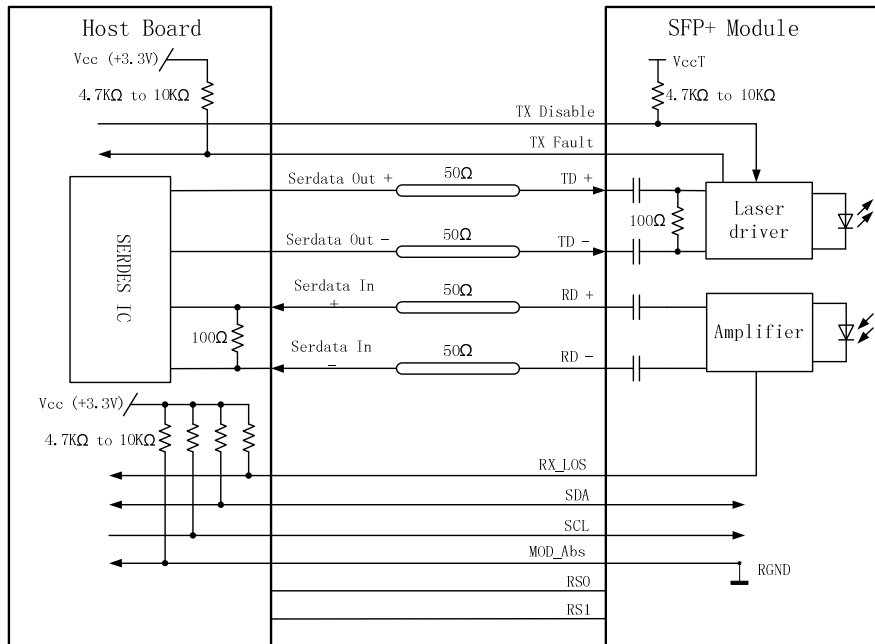 Host Board
SFP+ Module
Vcc (+3.3V)
4.7KΩ to 10KΩ
VccT
4.7KΩ to 10KΩ
TX Disable
TX Fault
Serdata Out +
50Ω
TD +
100Ω
Laser
driver
Serdata Out -
50Ω
TD -
SERDES IC
Serdata In
+
50Ω
RD +
100Ω
Amplifier
Serdata In
-
50Ω
RD -
Vcc (+3.3V)
4.7KΩ to 10KΩ
RX_LOS
SDA
SCL
MOD_Abs
RGND
RS0
RS1